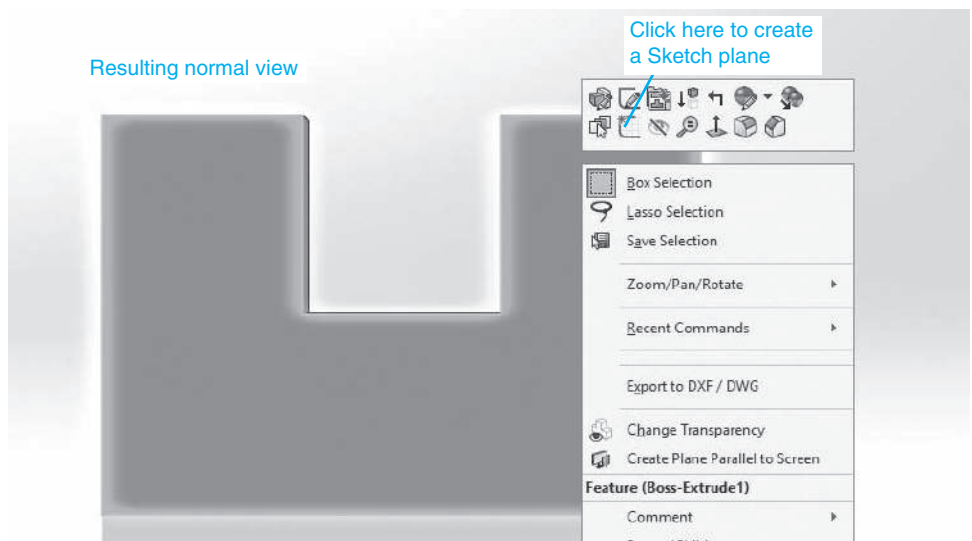 Click here to create
a Sketch plane
Resulting normal view
Box Selection
Lasso Selection
Save Selection
Zoom/Pan/Rotate
Recent Commands
Export to DXF / DWG
Change Transparency
Create Plane Parallel to Screen
Feature (Boss-Extrude1)
Comment